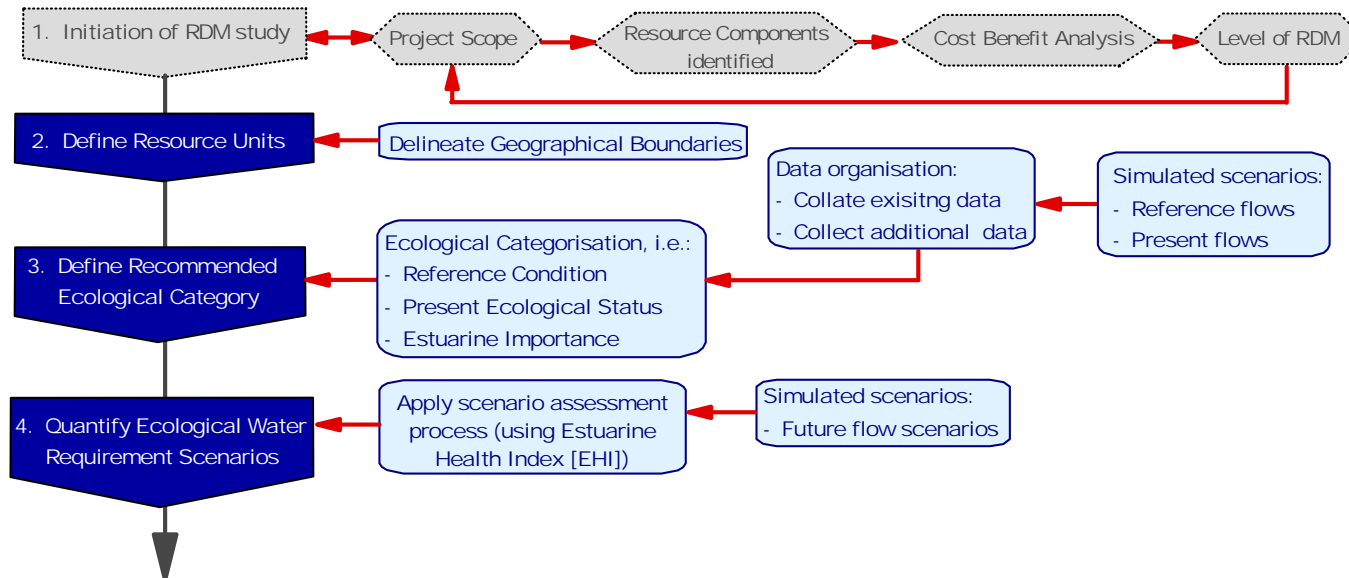 1. Initiation of RDM study
Project Scope
Resource Components
identified
Cost Benefit Analysis
Level of RDM
2. Define Resource Units
Delineate Geographical Boundaries
Data organisation:
- Collate exisitng data
- Collect additional data
Simulated scenarios:
- Reference flows
- Present flows
3. Define Recommended
Ecological Category
Ecological Categorisation, i.e.:
- Reference Condition
- Present Ecological Status
- Estuarine Importance
4. Quantify Ecological Water
Requirement Scenarios
Apply scenario assessment
process (using Estuarine
Health Index [EHI])
Simulated scenarios:
- Future flow scenarios